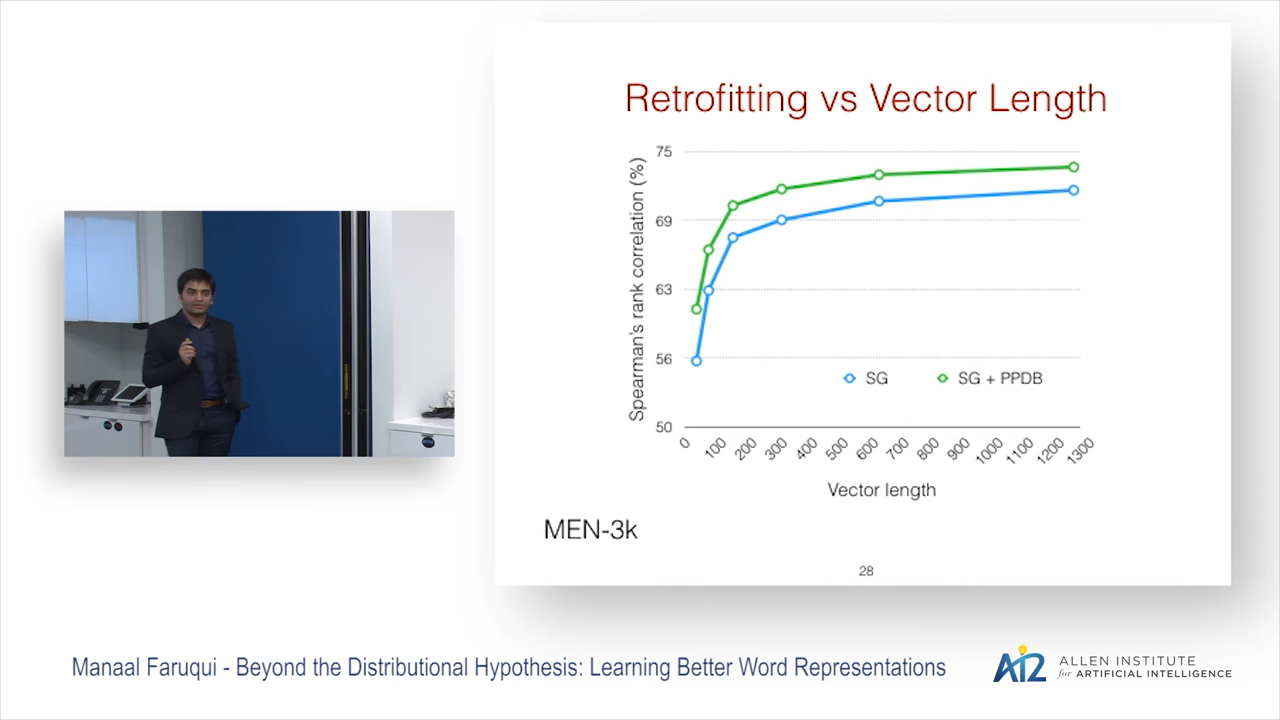 Retrofitting vs Vector Length
75
69
63
56
50
Spearman's rank correlation (%)
SG
SG + PPDB
0 100 200 300 400 500 600 700 800 900 1000 1100 1200 1300
Vector length
MEN-3k
28
Manaal Faruqui - Beyond the Distributional Hypothesis: Learning Better Word Representations
AI2
ALLEN INSTITUTE
for ARTIFICIAL INTELLIGENCE